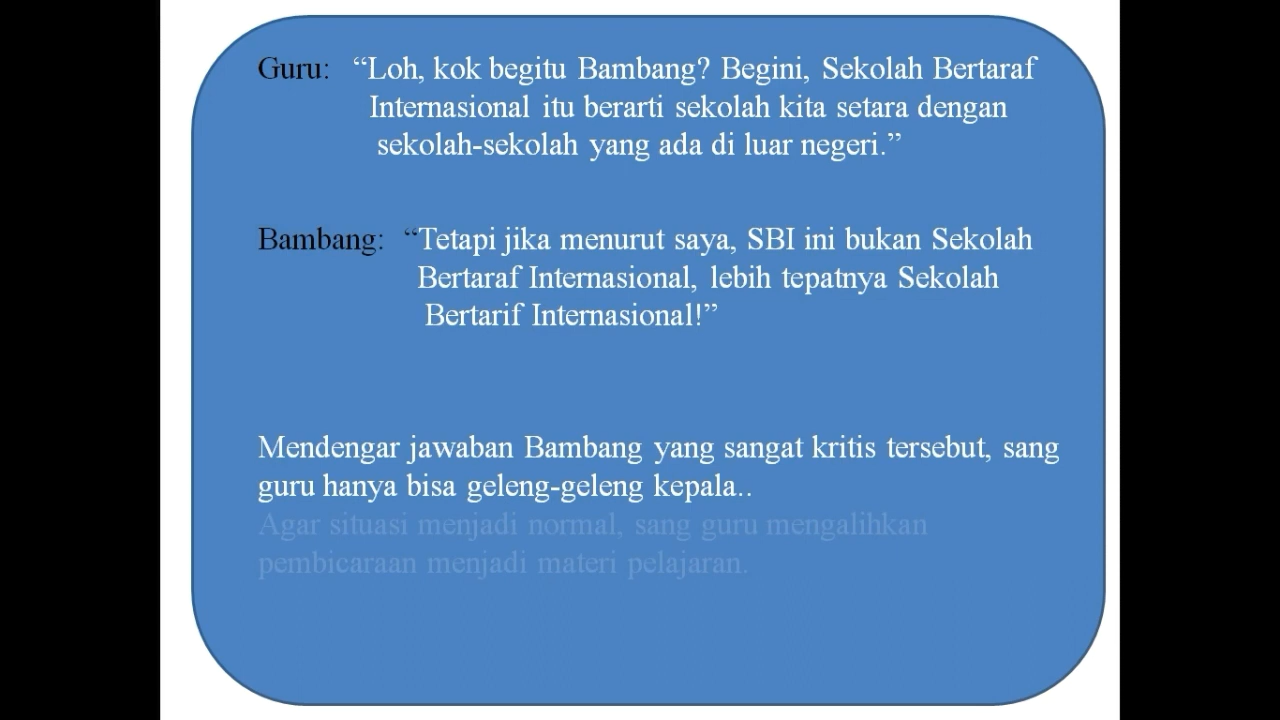 Guru: “Loh, kok begitu Bambang? Begini, Sekolah Bertaraf
Internasional itu berarti sekolah kita setara dengan
sekolah-sekolah yang ada di luar negeri.”
Bambang: “Tetapi jika menurut saya, SBI ini bukan Sekolah
Bertaraf Internasional, lebih tepatnya Sekolah
Bertarif Internasional!”
Mendengar jawaban Bambang yang sangat kritis tersebut, sang
guru hanya bisa geleng-geleng kepala..
Agar situasi menjadi normal, sang guru mengalihkan
pembicaraan menjadi materi pelajaran.